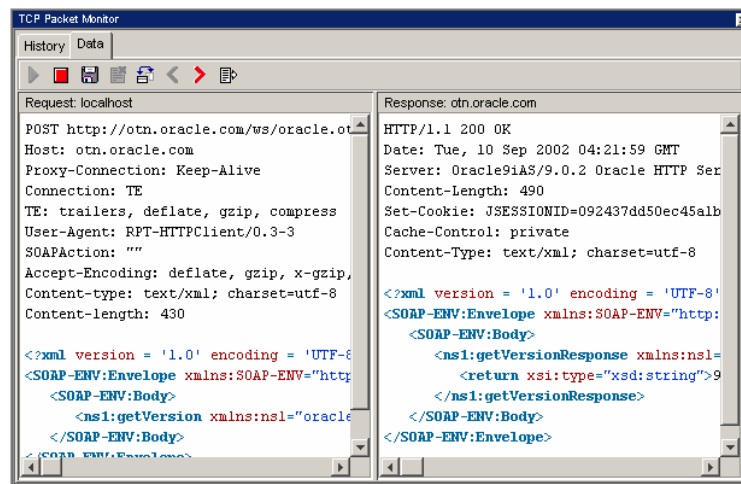 TCP Packet Monitor
History Data
Request: localhost
POST http://otn.oracle.com/ws/oracle.ot
Host: otn.oracle.com
Proxy-Connection: Keep-Alive
Connection: TE
TE: trailers, deflate, gzip, compress
User-Agent: RPT-HTTPClient/0.3-3
SOAPAction: ""
Accept-Encoding: deflate, gzip, x-gzip,
Content-type: text/xml; charset=utf-8
Content-length: 430
<?xml version = '1.0' encoding = 'UTF-8
<SOAP-ENV:Envelope xmlns:SOAP-ENV="http
<SOAP-ENV:Body>
<ns1:getVersion xmlns:ns1="oracle
</SOAP-ENV:Body>
</SOAP-ENV:Envelope>
Response: otn.oracle.com
HTTP/1.1 200 OK
Date: Tue, 10 Sep 2002 04:21:59 GMT
Server: Oracle9iAS/9.0.2 Oracle HTTP Ser
Content-Length: 490
Set-Cookie: JSESSIONID=092437dd50ec45a1b
Cache-Control: private
Content-Type: text/xml; charset=utf-8
<?xml version = '1.0' encoding = 'UTF-8'
<SOAP-ENV:Envelope xmlns:SOAP-ENV="http:
<SOAP-ENV:Body>
<ns1:getVersionResponse xmlns:ns1=
<return xsi:type="xsd:string">9
</ns1:getVersionResponse>
</SOAP-ENV:Body>
</SOAP-ENV:Envelope>